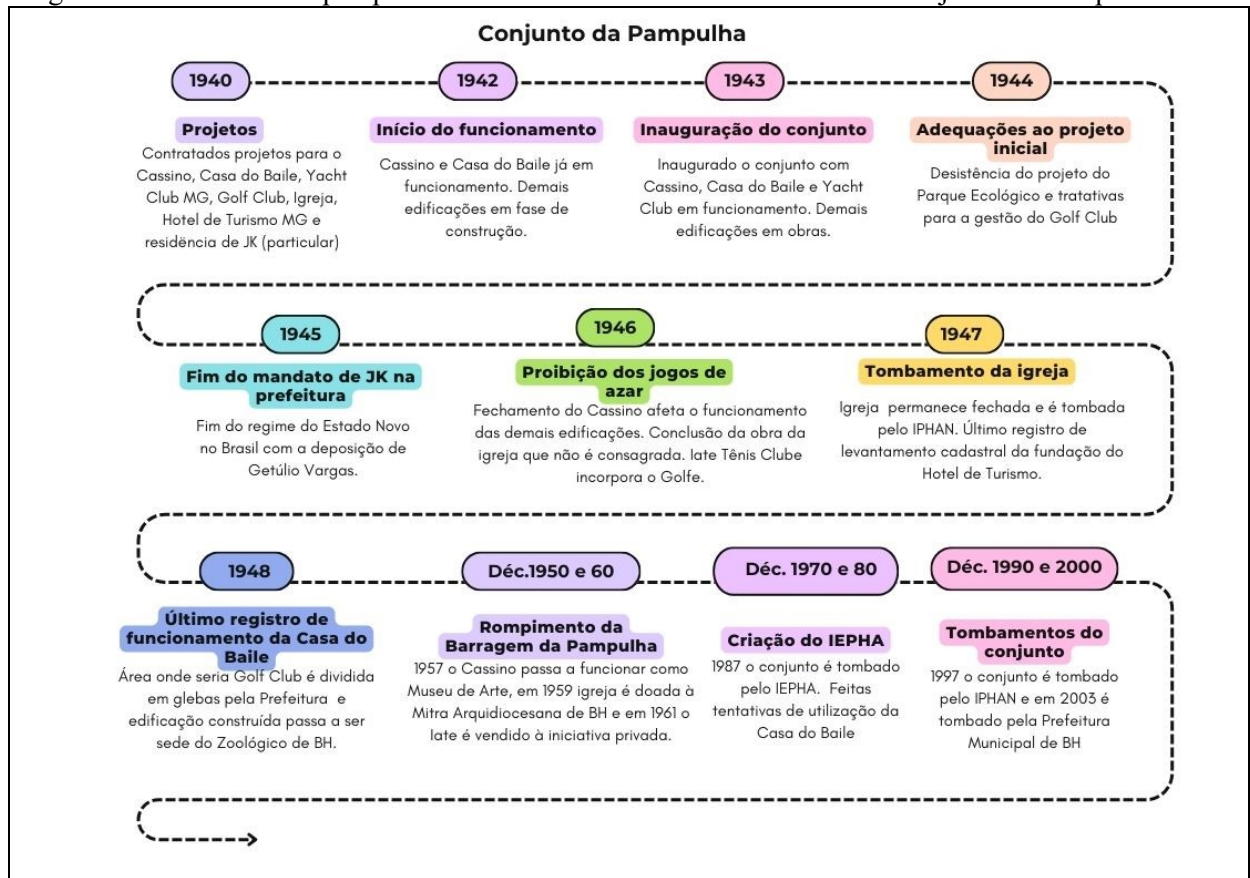 Conjunto da Pampulha
1940
Projetos
Contratados projetos para o
Cassino, Casa do Baile, Yacht
Club MG, Golf Club, Igreja,
Hotel de Turismo MG e
residência de JK (particular)
1942
Início do funcionamento
Cassino e Casa do Baile já em
funcionamento. Demais
edificações em fase de
construção.
1943
Inauguração do conjunto
Inaugurado o conjunto com
Cassino, Casa do Baile e Yacht
Club em funcionamento. Demais
edificações em obras.
1944
Adequações ao projeto
inicial
Desistência do projeto do
Parque Ecológico e tratativas
para a gestão do Golf Club
1945
Fim do mandato de JK na
prefeitura
Fim do regime do Estado Novo
no Brasil com a deposição de
Getúlio Vargas.
1946
Proibição dos jogos de
azar
Fechamento do Cassino afeta o funcionamento
das demais edificações. Conclusão da obra da
igreja que não é consagrada. Iate Tênis Clube
incorpora o Golfe.
1947
Tombamento da igreja
Igreja permanece fechada e é tombada
pelo IPHAN. Último registro de
levantamento cadastral da fundação do
Hotel de Turismo.
1948
Último registro de
funcionamento da Casa do
Baile
Área onde seria Golf Club é dividida
em glebas pela Prefeitura e
edificação construída passa a ser
sede do Zoológico de BH.
Déc.1950 e 60
Rompimento da
Barragem da Pampulha
1957 o Cassino passa a funcionar como
Museu de Arte, em 1959 igreja é doada à
Mitra Arquidiocesana de BH e em 1961 o
Iate é vendido à iniciativa privada.
Déc. 1970 e 80
Criação do IEPHA
1987 o conjunto é tombado
pelo IEPHA. Feitas
tentativas de utilização da
Casa do Baile
Déc. 1990 e 2000
Tombamentos do
conjunto
1997 o conjunto é tombado
pelo IPHAN e em 2003 é
tombado pela Prefeitura
Municipal de BH